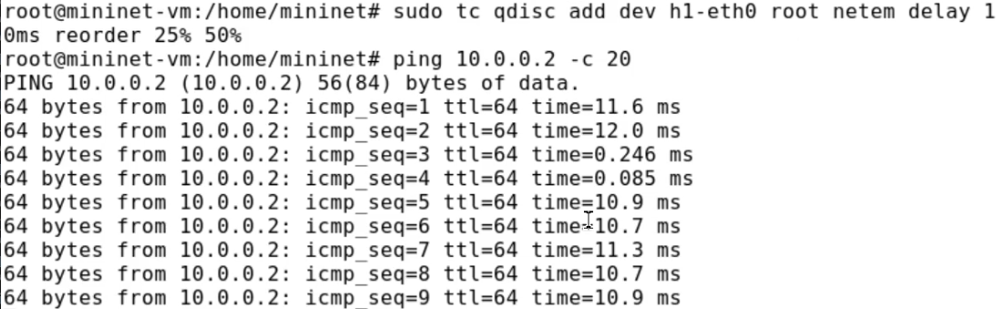 root@mininet-vm:/home/mininet# sudo tc qdisc add dev h1-eth0 root netem delay 1
0ms reorder 25% 50%
root@mininet-vm:/home/mininet# ping 10.0.0.2 -c 20
PING 10.0.0.2 (10.0.0.2) 56(84) bytes of data.
64 bytes from 10.0.0.2: icmp_seq=1 ttl=64 time=11.6 ms
64 bytes from 10.0.0.2: icmp_seq=2 ttl=64 time=12.0 ms
64 bytes from 10.0.0.2: icmp_seq=3 ttl=64 time=0.246 ms
64 bytes from 10.0.0.2: icmp_seq=4 ttl=64 time=0.085 ms
64 bytes from 10.0.0.2: icmp_seq=5 ttl=64 time=10.9 ms
64 bytes from 10.0.0.2: icmp_seq=6 ttl=64 time=10.7 ms
64 bytes from 10.0.0.2: icmp_seq=7 ttl=64 time=11.3 ms
64 bytes from 10.0.0.2: icmp_seq=8 ttl=64 time=10.7 ms
64 bytes from 10.0.0.2: icmp_seq=9 ttl=64 time=10.9 ms